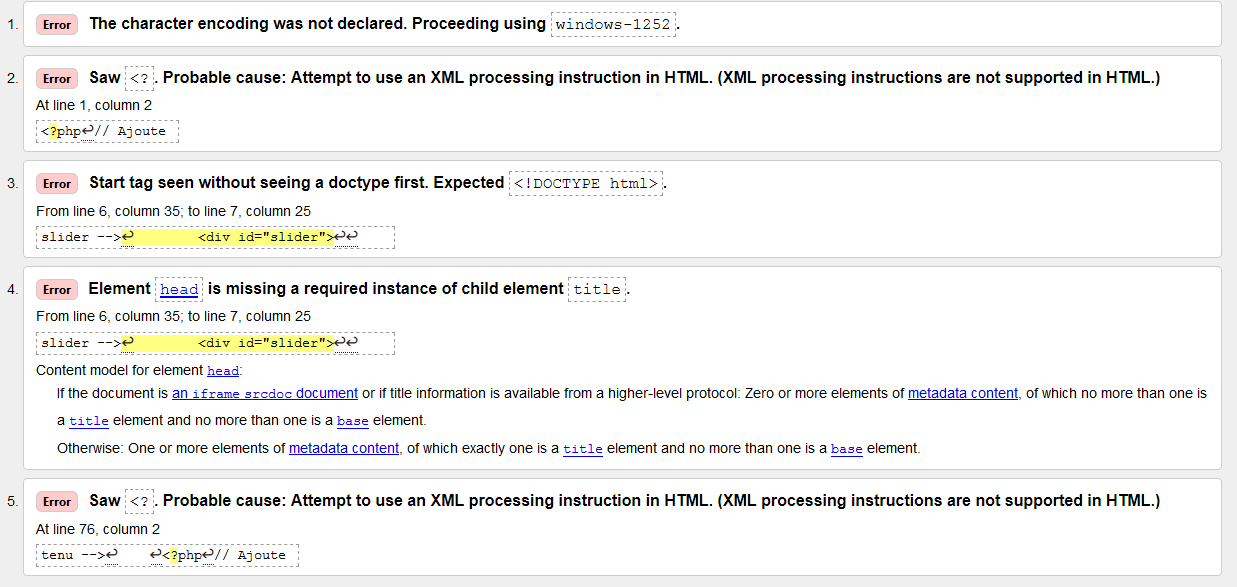 1. Error The character encoding was not declared. Proceeding using windows-1252.
2. Error Saw <?. Probable cause: Attempt to use an XML processing instruction in HTML. (XML processing instructions are not supported in HTML.)
At line 1, column 2
<?php↩// Ajoute
3. Error Start tag seen without seeing a doctype first. Expected <!DOCTYPE html>.
From line 6, column 35; to line 7, column 25
slider -->↩ <div id="slider">↩↩
4. Error Element head is missing a required instance of child element title.
From line 6, column 35; to line 7, column 25
slider -->↩ <div id="slider">↩↩
Content model for element head:
If the document is an iframe srcdoc document or if title information is available from a higher-level protocol: Zero or more elements of metadata content, of which no more than one is
a title element and no more than one is a base element.
Otherwise: One or more elements of metadata content, of which exactly one is a title element and no more than one is a base element.
5. Error Saw <?. Probable cause: Attempt to use an XML processing instruction in HTML. (XML processing instructions are not supported in HTML.)
At line 76, column 2
tenu -->↩ ↩<?php↩// Ajoute